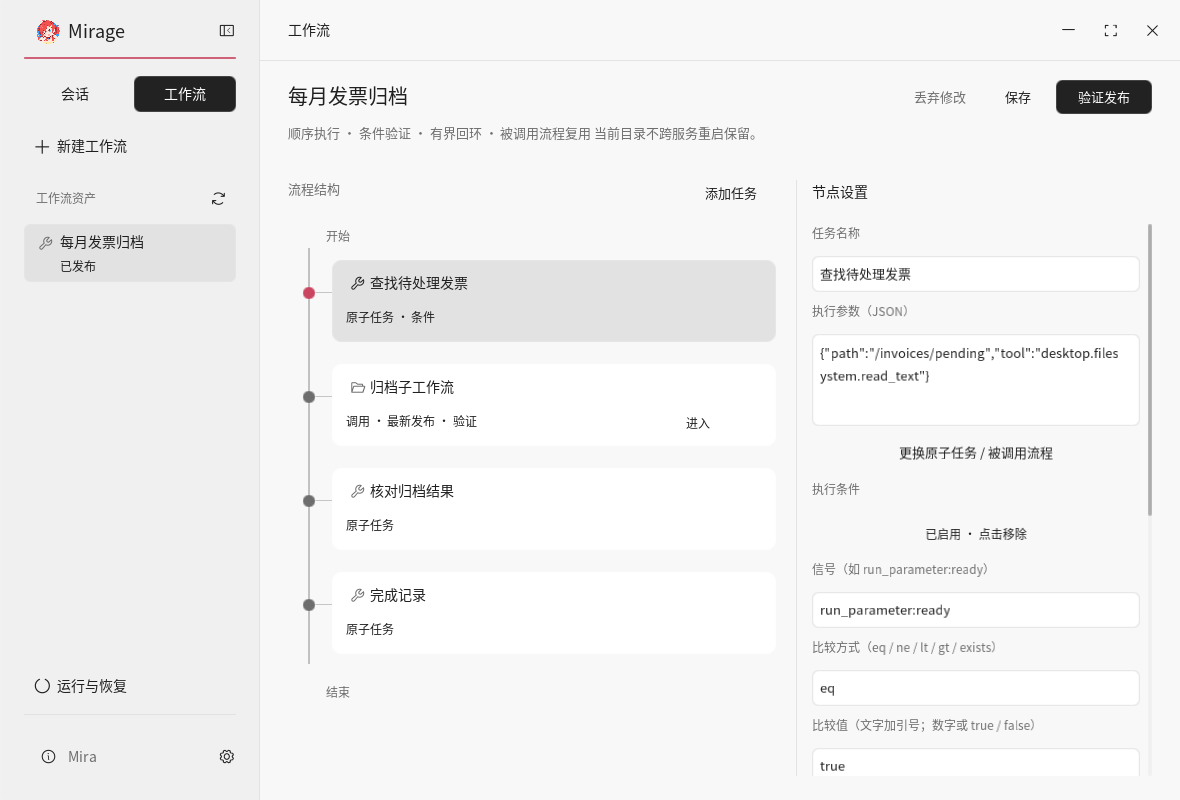 Mirage
会话
工作流
新建工作流
工作流资产
每月发票归档
已发布
运行与恢复
Mira
工作流
每月发票归档
丢弃修改
保存
验证发布
顺序执行 · 条件验证 · 有界回环 · 被调用流程复用 当前目录不跨服务重启保留。
流程结构
添加任务
开始
查找待处理发票
原子任务 · 条件
归档子工作流
调用 · 最新发布 · 验证
进入
核对归档结果
原子任务
完成记录
原子任务
结束
节点设置
任务名称
查找待处理发票
执行参数（JSON）
{"path":"/invoices/pending","tool":"desktop.files
ystem.read_text"}
更换原子任务 / 被调用流程
执行条件
已启用 · 点击移除
信号（如 run_parameter:ready）
run_parameter:ready
比较方式（eq / ne / lt / gt / exists）
eq
比较值（文字加引号；数字或 true / false）
true